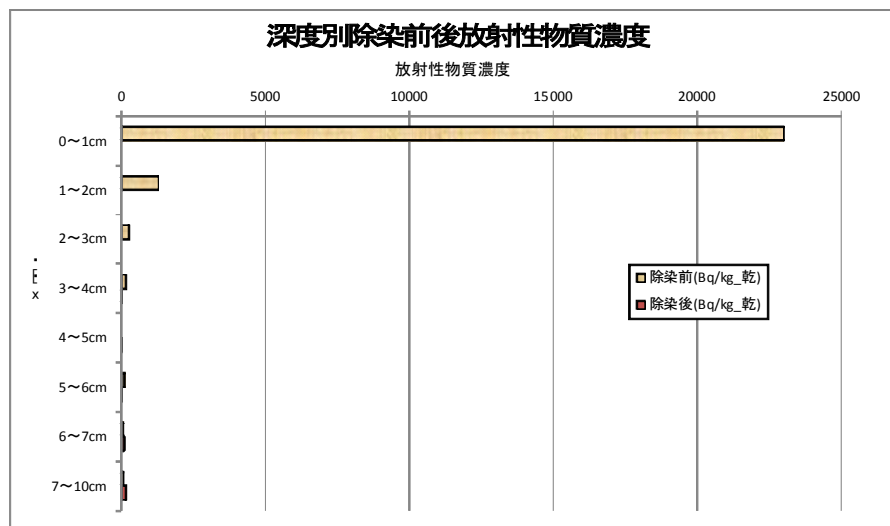 深度別除染前後放射性物質濃度
放射性物質濃度
0 5000 10000 15000 20000 25000
0～1cm
1～2cm
2～3cm
3～4cm
4～5cm
5～6cm
6～7cm
7～10cm
除染前(Bq/kg_乾)
除染後(Bq/kg_乾)